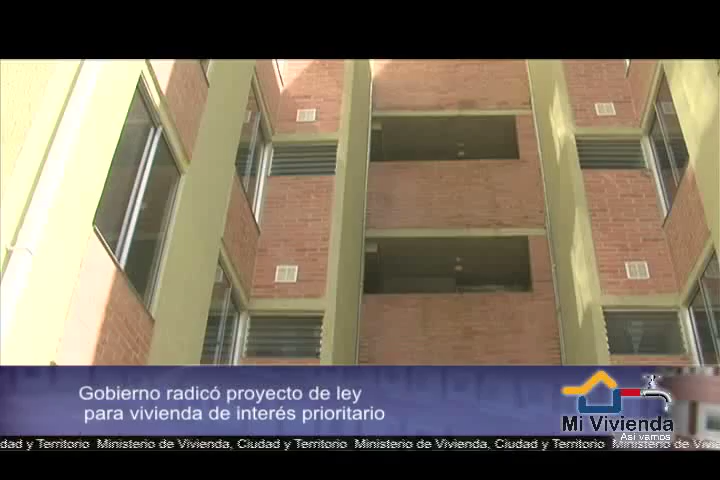 Gobierno radicó proyecto de ley
para vivienda de interés prioritario
Mi Vivienda
Así vamos
dad y Territorio Ministerio de Vivienda, Ciudad y Territorio Ministerio de Vivienda, Ciudad y Territorio Ministerio de Vivie